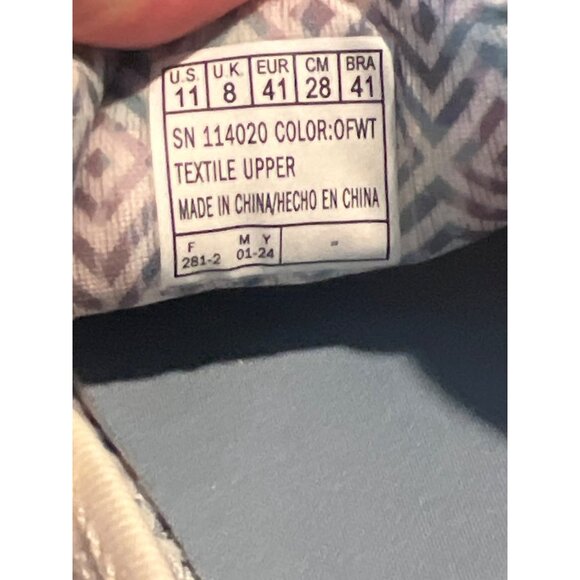 U.S. U.K. EUR CM BRA
11 8 41 28 41
SN 114020 COLOR:OFWT
TEXTILE UPPER
MADE IN CHINA/HECHO EN CHINA
F M Y
281-2 01-24 -